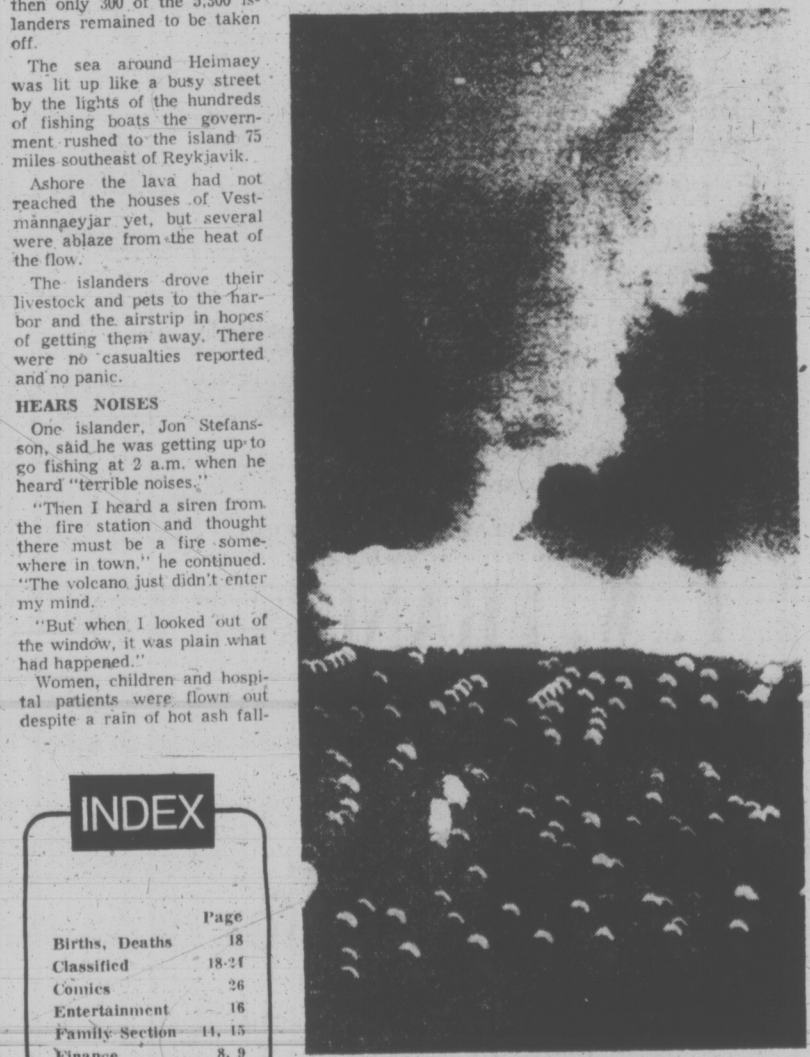 then only 300 of the 5,300 is-
landers remained to be taken
off.
The sea around Heimaey
was lit up like a busy street
by the lights of the hundreds
of fishing boats the govern-
ment rushed to the island 75
miles southeast of Reykjavik.
Ashore the lava had not
reached the houses of Vest-
mannaeyjar yet, but several
were ablaze from the heat of
the flow.
The islanders drove their
livestock and pets to the har-
bor and the airstrip in hopes
of getting them away. There
were no casualties reported
and no panic.
HEARS NOISES
One islander, Jon Stefans-
son, said he was getting up to
go fishing at 2 a.m. when he
heard "terrible noises."
"Then I heard a siren from
the fire station and thought
there must be a fire some-
where in town," he continued.
"The volcano just didn't enter
my mind.
"But when I looked out of
the window, it was plain what
had happened."
Women, children and hospi-
tal patients were flown out
despite a rain of hot ash fall-
INDEX
Page
Births, Deaths 18
Classified 18-21
Comics 26
Entertainment 16
Family Section 14, 15
Finance 8, 9